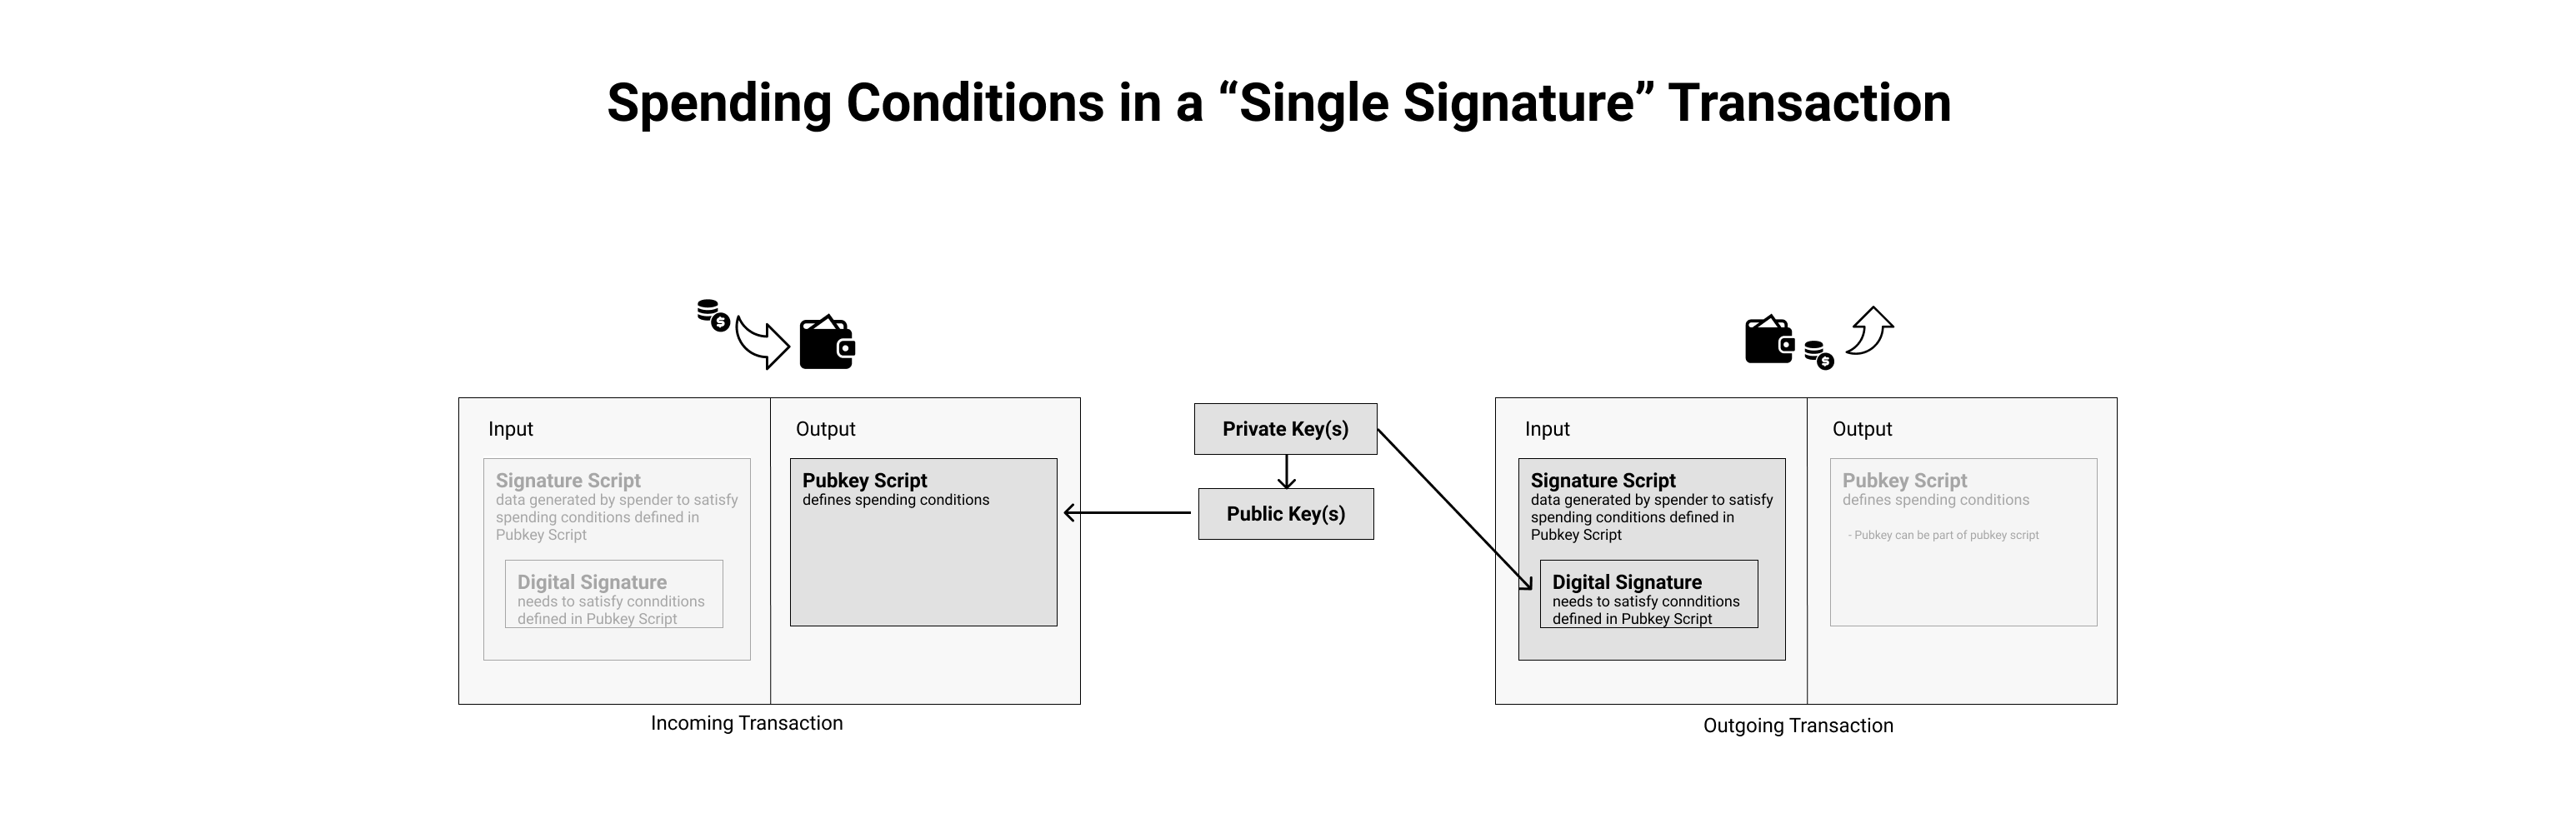 Spending Conditions in a “Single Signature” Transaction
Input
Signature Script
data generated by spender to satisfy
spending conditions defined in
Pubkey Script
Digital Signature
needs to satisfy connditions
defined in Pubkey Script
Output
Pubkey Script
defines spending conditions
Incoming Transaction
Private Key(s)
Public Key(s)
Input
Signature Script
data generated by spender to satisfy
spending conditions defined in
Pubkey Script
Digital Signature
needs to satisfy connditions
defined in Pubkey Script
Output
Pubkey Script
defines spending conditions
- Pubkey can be part of pubkey script
Outgoing Transaction